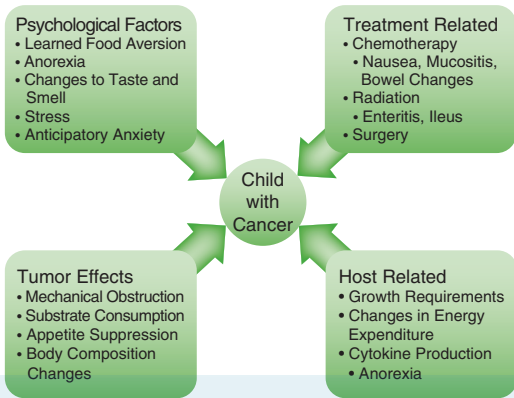 Psychological Factors
• Learned Food Aversion
• Anorexia
• Changes to Taste and
Smell
• Stress
• Anticipatory Anxiety
Treatment Related
• Chemotherapy
• Nausea, Mucositis,
Bowel Changes
• Radiation
• Enteritis, Ileus
• Surgery
Child
with
Cancer
Tumor Effects
• Mechanical Obstruction
• Substrate Consumption
• Appetite Suppression
• Body Composition
Changes
Host Related
• Growth Requirements
• Changes in Energy
Expenditure
• Cytokine Production
• Anorexia